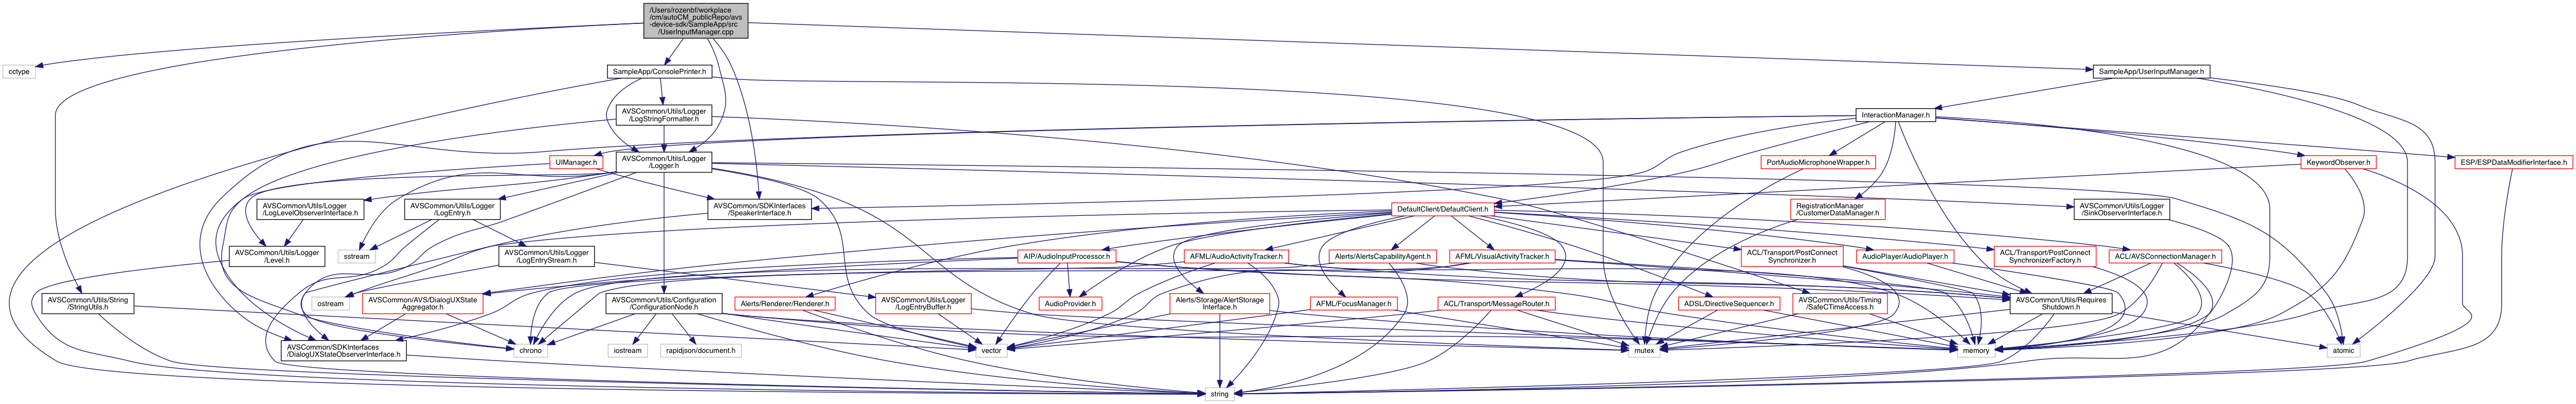 /Users/rozenbf/workplace
/cm/autoCM_publicRepo/avs
-device-sdk/SampleApp/src
/UserInputManager.cpp
cctype
SampleApp/ConsolePrinter.h
SampleApp/UserInputManager.h
AVSCommon/Utils/Logger
/LogStringFormatter.h
InteractionManager.h
UIManager.h
AVSCommon/Utils/Logger
/Logger.h
PortAudioMicrophoneWrapper.h
KeywordObserver.h
ESP/ESPDataModifierInterface.h
AVSCommon/Utils/Logger
/LogLevelObserverInterface.h
AVSCommon/Utils/Logger
/LogEntry.h
AVSCommon/SDKInterfaces
/SpeakerInterface.h
DefaultClient/DefaultClient.h
RegistrationManager
/CustomerDataManager.h
AVSCommon/Utils/Logger
/SinkObserverInterface.h
AVSCommon/Utils/Logger
/Level.h
sstream
AVSCommon/Utils/Logger
/LogEntryStream.h
AIP/AudioInputProcessor.h
AFML/AudioActivityTracker.h
Alerts/AlertsCapabilityAgent.h
AFML/VisualActivityTracker.h
ACL/Transport/PostConnect
Synchronizer.h
AudioPlayer/AudioPlayer.h
ACL/Transport/PostConnect
SynchronizerFactory.h
ACL/AVSConnectionManager.h
AVSCommon/Utils/String
/StringUtils.h
ostream
AVSCommon/AVS/DialogUXState
Aggregator.h
AVSCommon/Utils/Logger
/LogEntryBuffer.h
AVSCommon/Utils/Configuration
/ConfigurationNode.h
Alerts/Renderer/Renderer.h
AudioProvider.h
Alerts/Storage/AlertStorage
Interface.h
AFML/FocusManager.h
ACL/Transport/MessageRouter.h
ADSL/DirectiveSequencer.h
AVSCommon/Utils/Timing
/SafeCTimeAccess.h
AVSCommon/Utils/Requires
Shutdown.h
AVSCommon/SDKInterfaces
/DialogUXStateObserverInterface.h
chrono
iostream
rapidjson/document.h
vector
mutex
memory
atomic
string